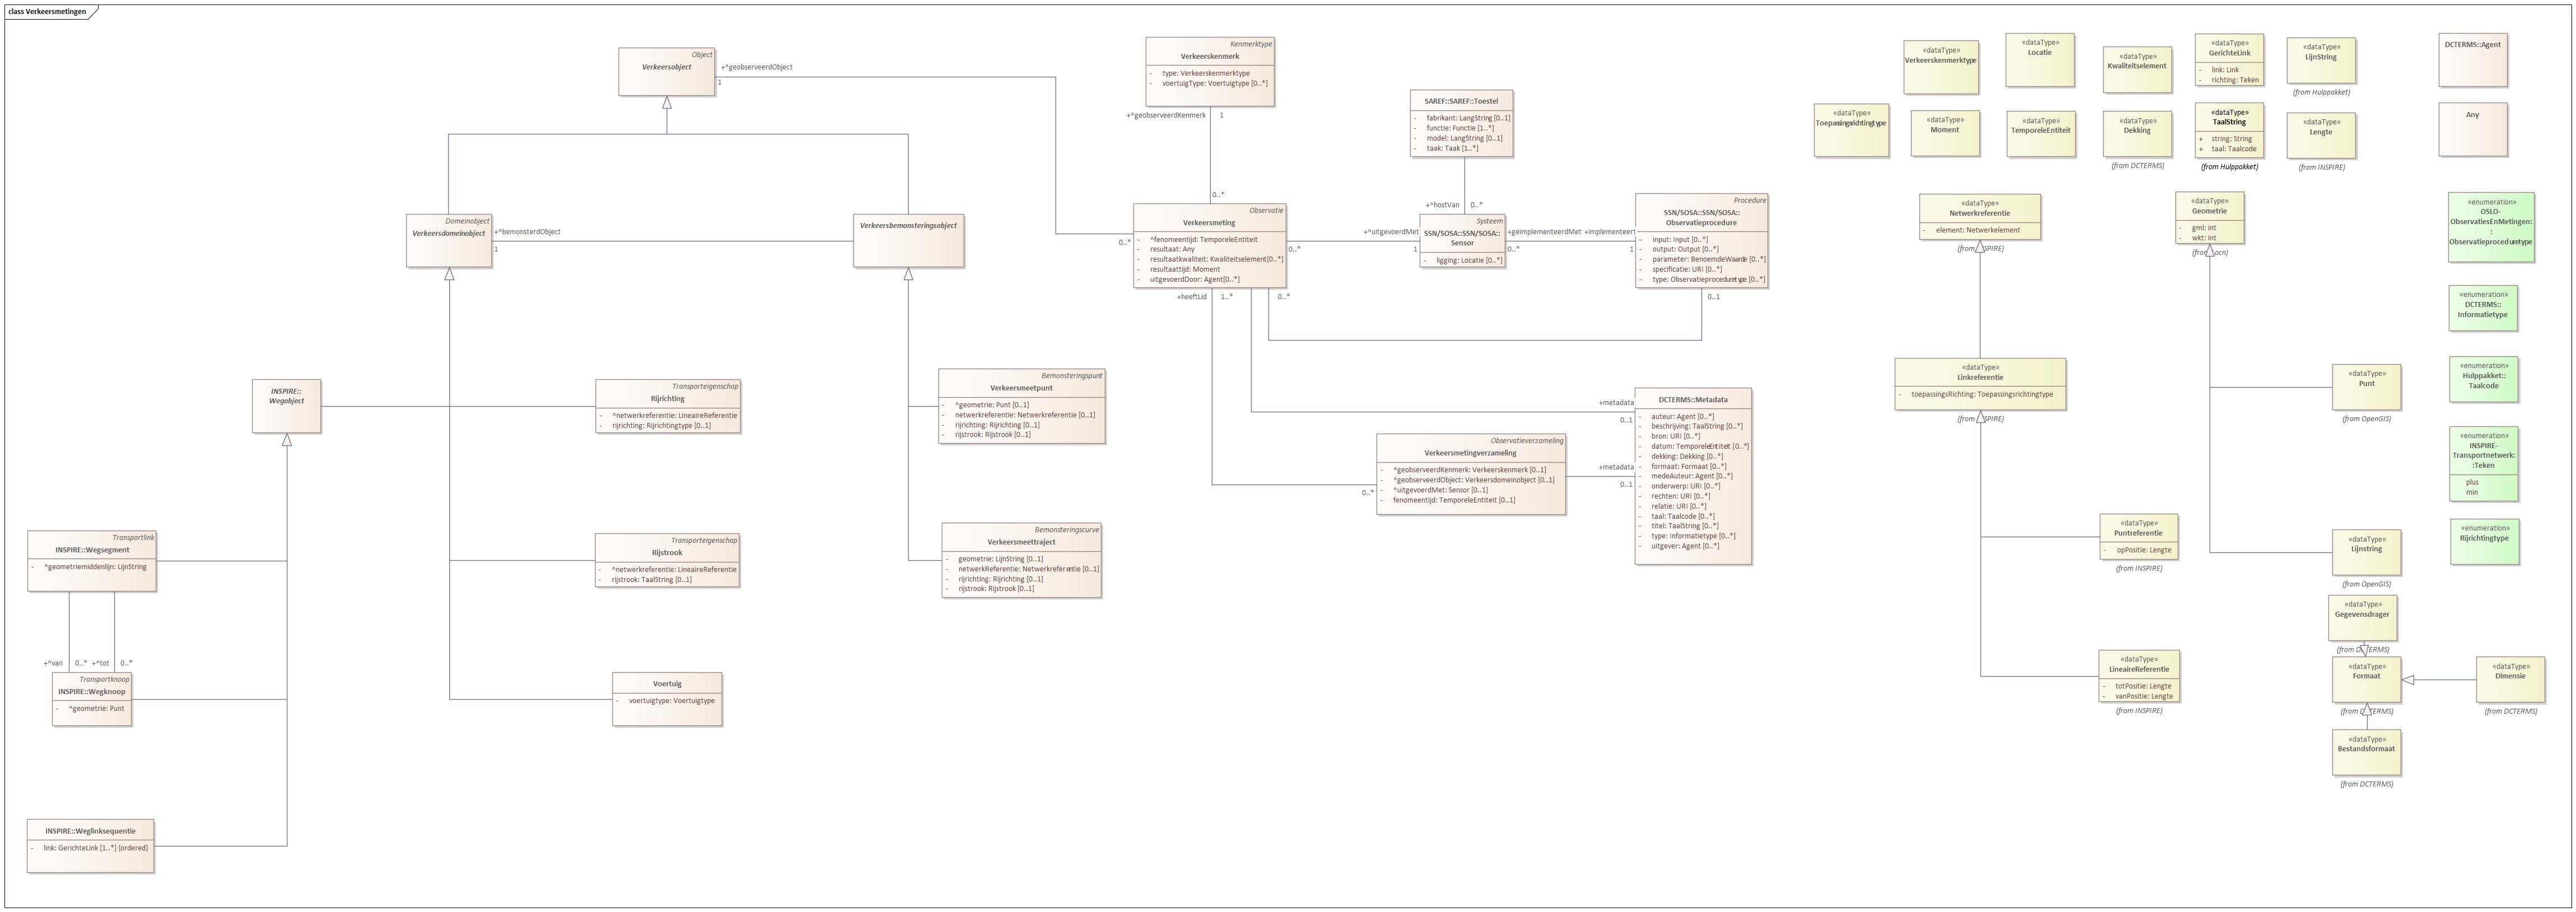 class Verkeersmetingen
Object
Verkeersobject
+^geobserveerdObject
1
Kenmerktype
Verkeerskenmerk
- type: Verkeerskenmerktype
- voertuigType: Voertuigtype [0..*]
+^geobserveerdKenmerk
1
0..*
SAREF::SAREF::Toestel
- fabrikant: LangString [0..1]
- functie: Functie [1..*]
- model: LangString [0..1]
- taak: Taak [1..*]
+^hostVan
0..*
Domeinobject
Verkeersdomeinobject
+^bemonsterdObject
1
Verkeersbemonsteringsobject
0..*
Observatie
Verkeersmeting
- ^fenomeentijd: TemporeleEntiteit
- resultaat: Any
- resultaatkwaliteit: Kwaliteitselement[0..*]
- resultaattijd: Moment
- uitgevoerdDoor: Agent[0..*]
0..*
+^uitgevoerdMet
1
Systeem
SSN/SOSA::SSN/SOSA::
Sensor
- ligging: Locatie [0..*]
+geïmplementeerdMet
0..*
+implementeert
1
Procedure
SSN/SOSA::SSN/SOSA::
Observatieprocedure
- input: Input [0..*]
- output: Output [0..*]
- parameter: BenoemdeWaarde [0..*]
- specificatie: URI [0..*]
- type: Observatieproceduretype [0..*]
+heeftLid
1..*
0..*
0..1
INSPIRE::
Wegobject
Transporteigenschap
Rijrichting
- ^netwerkreferentie: LineaireReferentie
- rijrichting: Rijrichtingtype [0..1]
Bemonsteringspunt
Verkeersmeetpunt
- ^geometrie: Punt [0..1]
- netwerkreferentie: Netwerkreferentie [0..1]
- rijrichting: Rijrichting [0..1]
- rijstrook: Rijstrook [0..1]
+metadata
0..1
DCTERMS::Metadata
- auteur: Agent [0..*]
- beschrijving: TaalString [0..*]
- bron: URI [0..*]
- datum: TemporeleEntiteit [0..*]
- dekking: Dekking [0..*]
- formaat: Formaat [0..*]
- medeAuteur: Agent [0..*]
- onderwerp: URI [0..*]
- rechten: URI [0..*]
- relatie: URI [0..*]
- taal: Taalcode [0..*]
- titel: TaalString [0..*]
- type: Informatietype [0..*]
- uitgever: Agent [0..*]
Observatieverzameling
Verkeersmetingverzameling
- ^geobserveerdKenmerk: Verkeerskenmerk [0..1]
- ^geobserveerdObject: Verkeersdomeinobject [0..1]
- ^uitgevoerdMet: Sensor [0..1]
- fenomeentijd: TemporeleEntiteit [0..1]
0..*
+metadata
0..1
Transportlink
INSPIRE::Wegsegment
- ^geometriemiddenlijn: LijnString
Transporteigenschap
Rijstrook
- ^netwerkreferentie: LineaireReferentie
- rijstrook: TaalString [0..1]
Bemonsteringscurve
Verkeersmeettraject
- geometrie: LijnString [0..1]
- netwerkReferentie: Netwerkreferentie [0..1]
- rijrichting: Rijrichting [0..1]
- rijstrook: Rijstrook [0..1]
+^van
0..*
+^tot
0..*
Transportknoop
INSPIRE::Wegknoop
- ^geometrie: Punt
Voertuig
- voertuigtype: Voertuigtype
INSPIRE::Weglinksequentie
- link: GerichteLink [1..*] {ordered}
«dataType»
Verkeerskenmerktype
«dataType»
Locatie
«dataType»
Kwaliteitselement
«dataType»
GerichteLink
- link: Link
- richting: Teken
«dataType»
LijnString
(from Hulppakket)
DCTERMS::Agent
«dataType»
Toepassingsrichtingtype
«dataType»
Moment
«dataType»
TemporeleEntiteit
«dataType»
Dekking
(from DCTERMS)
«dataType»
TaalString
+ string: String
+ taal: Taalcode
(from Hulppakket)
«dataType»
Lengte
(from INSPIRE)
Any
«dataType»
Netwerkreferentie
- element: Netwerkelement
«dataType»
Geometrie
- gml: int
- wkt: int
«enumeration»
OSLO-
ObservatiesEnMetingen:
:
Observatieproceduretype
«enumeration»
DCTERMS::
Informatietype
«dataType»
Linkreferentie
- toepassingsRichting: Toepassingsrichtingtype
«dataType»
Punt
(from OpenGIS)
«enumeration»
Hulppakket::
Taalcode
«enumeration»
INSPIRE-
Transportnetwerk:
:Teken
plus
min
«dataType»
Puntreferentie
- opPositie: Lengte
(from INSPIRE)
«dataType»
Lijnstring
(from OpenGIS)
«enumeration»
Rijrichtingtype
«dataType»
Gegevensdrager
«dataType»
LineaireReferentie
- totPositie: Lengte
- vanPositie: Lengte
(from INSPIRE)
«dataType»
Formaat
«dataType»
Dimensie
(from DCTERMS)
«dataType»
Bestandsformaat
(from DCTERMS)